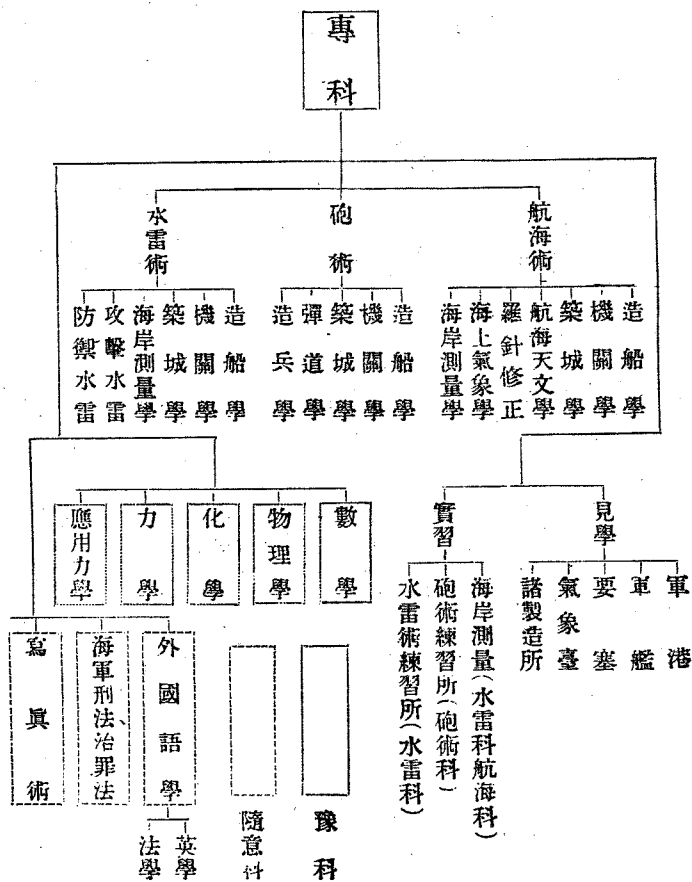 專科
航海術
造船學
機關學
築城學
航海天文學
羅針修正
海上氣象學
海岸測量學
砲術
造船學
機關學
築城學
彈道學
造兵學
水雷術
造船學
機關學
築城學
海岸測量學
攻擊水雷
防禦水雷
見學
軍港
軍艦
要塞
氣象臺
諸製造所
實習
海岸測量(水雷科航海科)
砲術練習所(砲術科)
水雷術練習所(水雷科)
數學
物理學
化學
力學
應用力學
外國語學
英學
法學
海軍刑法、治罪法
寫眞術
豫科
隨意科